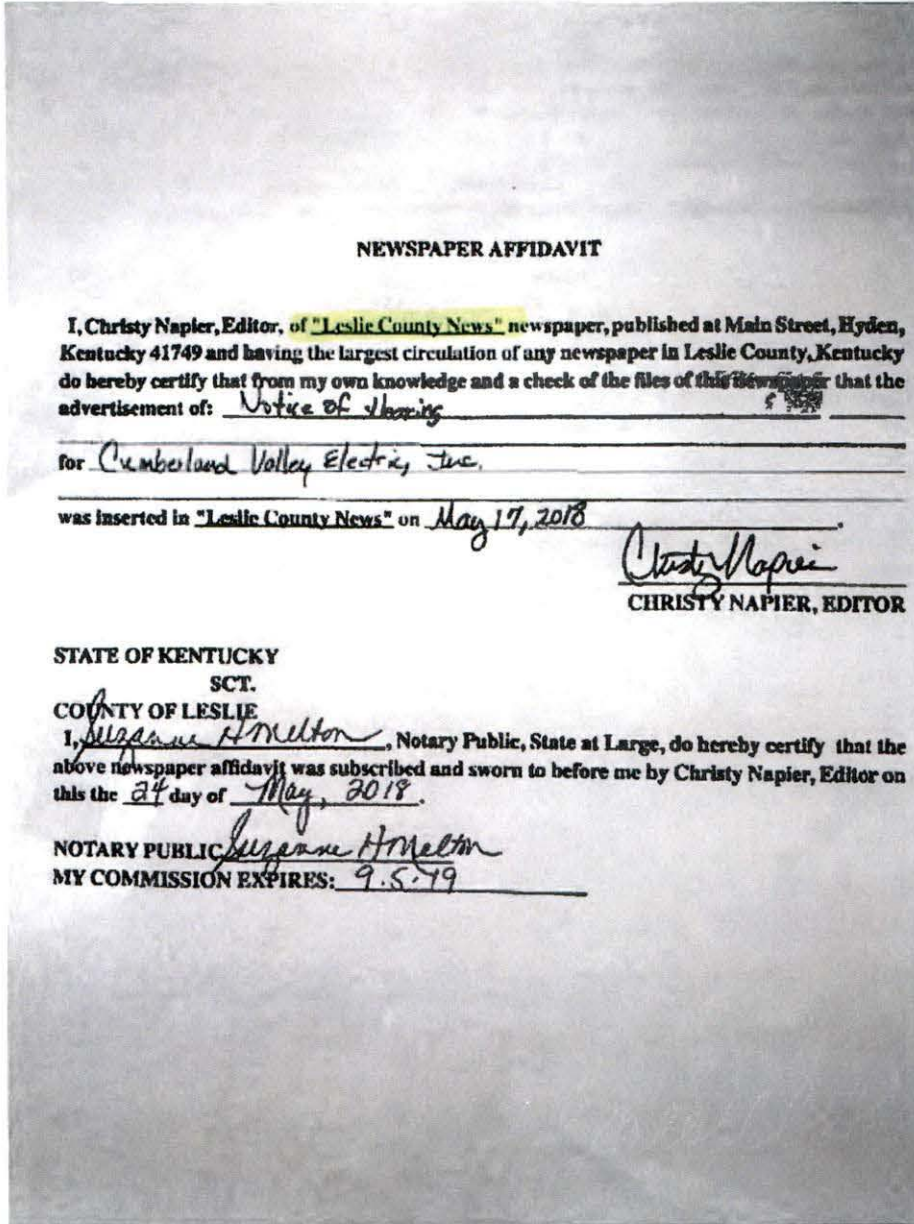 NEWSPAPER AFFIDAVIT
I, Christy Napier, Editor, of "Leslie County News" newspaper, published at Main Street, Hyden,
Kentucky 41749 and having the largest circulation of any newspaper in Leslie County, Kentucky
do hereby certify that from my own knowledge and a check of the files of this newspaper that the
advertisement of: Notice of Hearing
for Cumberland Valley Electric, Inc.
was inserted in "Leslie County News" on May 17, 2018.
Christy Napier
CHRISTY NAPIER, EDITOR
STATE OF KENTUCKY
SCT.
COUNTY OF LESLIE
I, Suzanne H Melton, Notary Public, State at Large, do hereby certify that the
above newspaper affidavit was subscribed and sworn to before me by Christy Napier, Editor on
this the 24 day of May, 2018.
NOTARY PUBLIC Suzanne H Melton
MY COMMISSION EXPIRES: 9.5.19